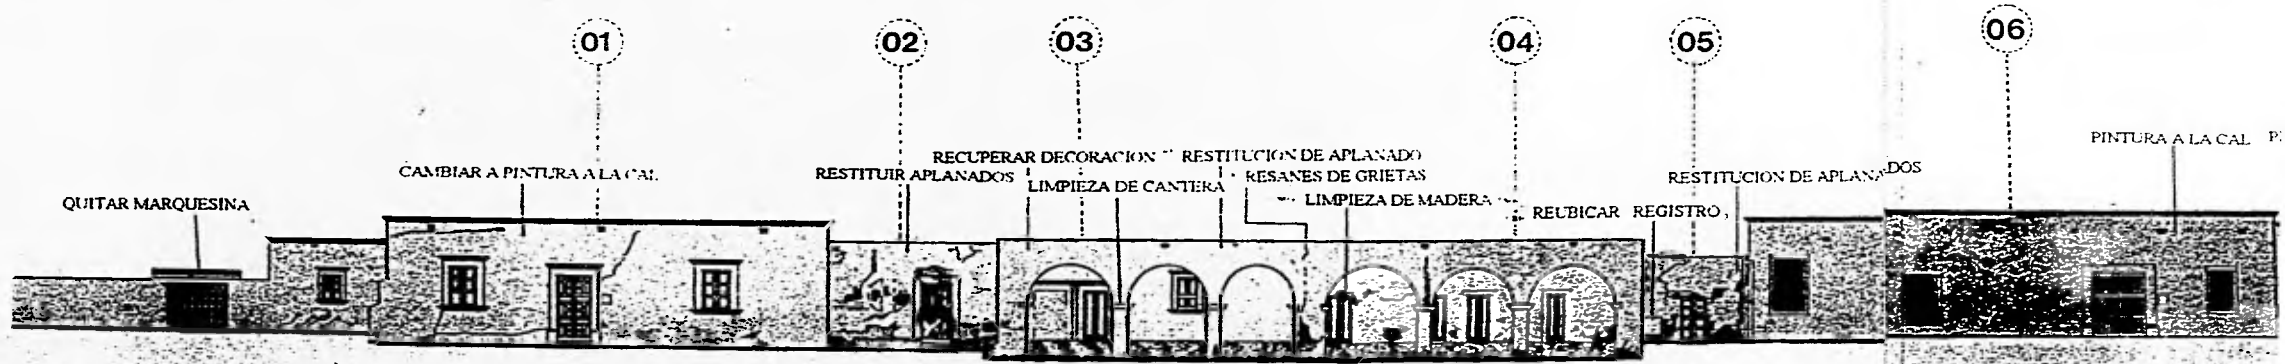 01
02
03
04
05
06
QUITAR MARQUESINA
CAMBIAR A PINTURA A LA CAL
RESTITUIR APLANADOS
RECUPERAR DECORACION
LIMPIEZA DE CANTERA
RESTITUCION DE APLANADO
RESANES DE GRIETAS
LIMPIEZA DE MADERA
REUBICAR REGISTRO,
RESTITUCION DE APLANADOS
PINTURA A LA CAL